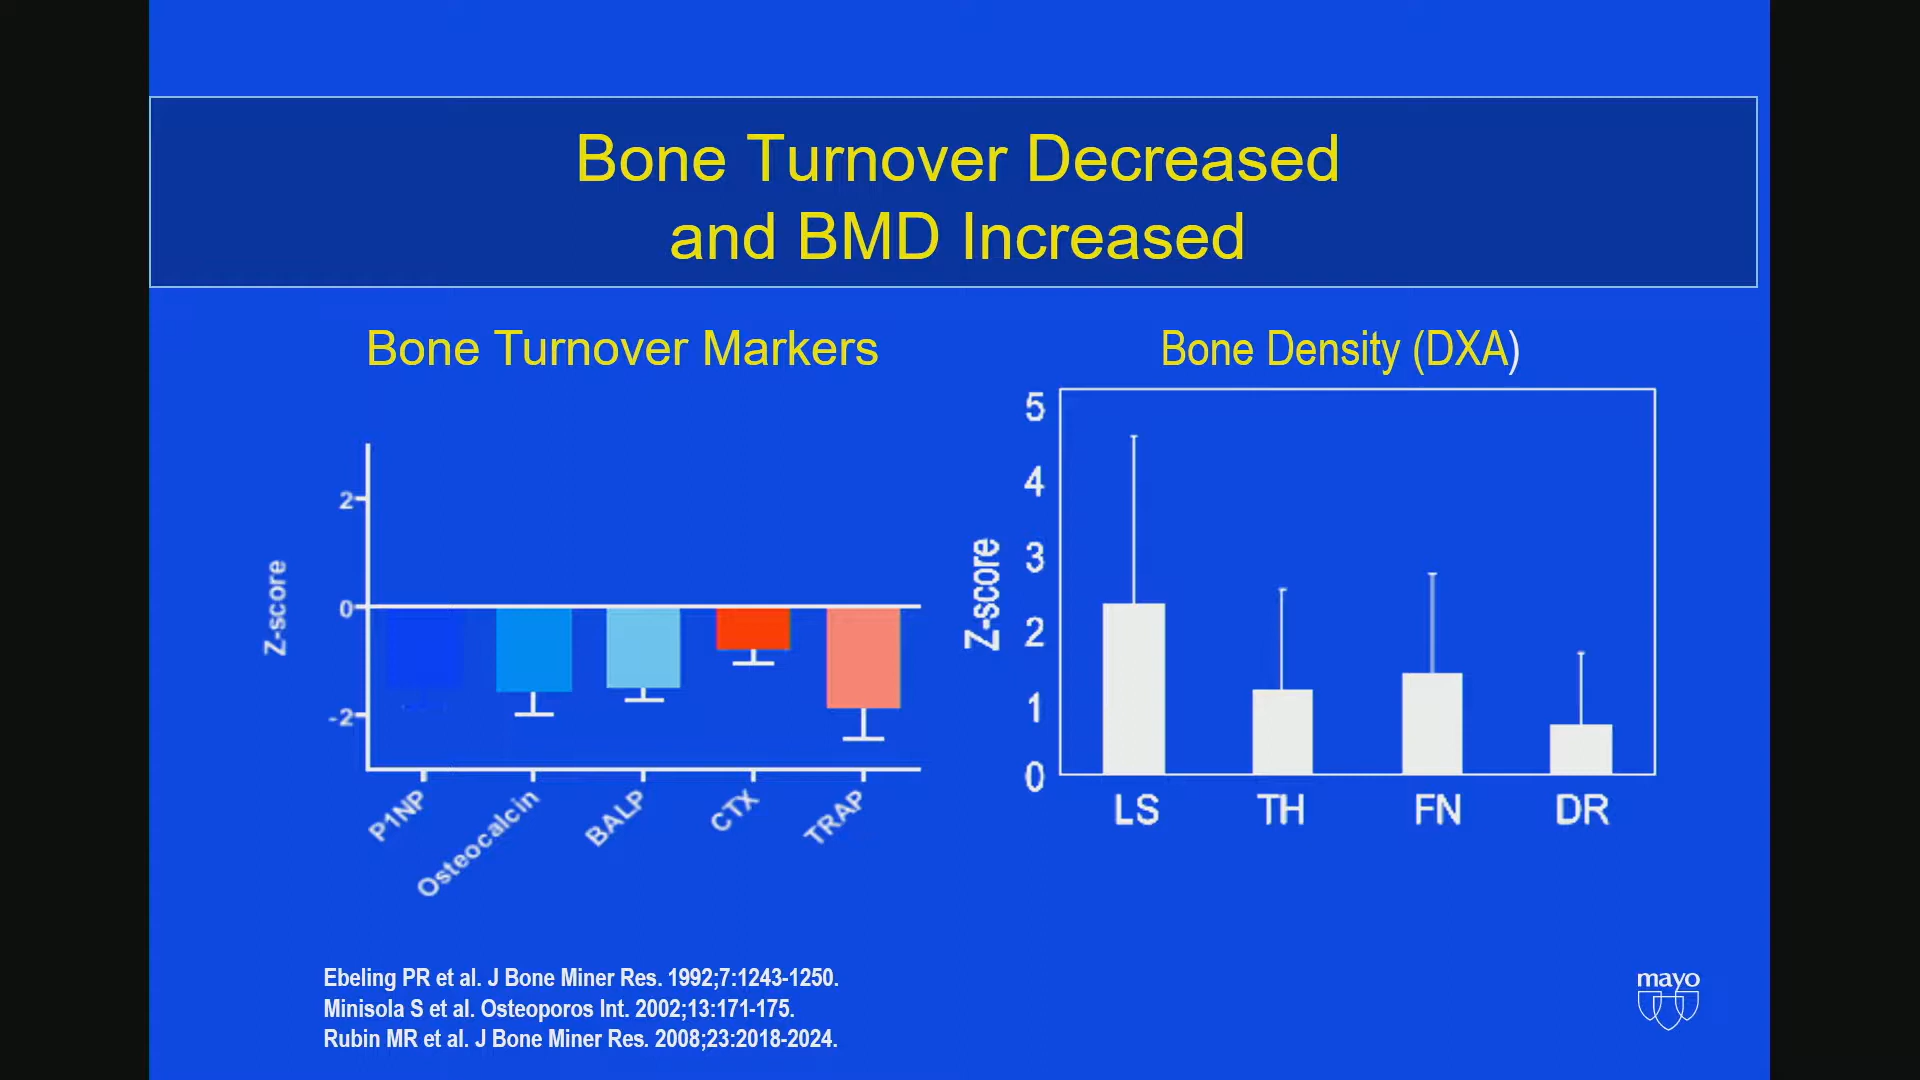 Bone Turnover Decreased
and BMD Increased
Bone Turnover Markers
Z-score
2
0
-2
P1NP
Osteocalcin
BALP
CTX
TRAP
Bone Density (DXA)
Z-score
5
4
3
2
1
0
LS
TH
FN
DR
Ebeling PR et al. J Bone Miner Res. 1992;7:1243-1250.
Minisola S et al. Osteoporos Int. 2002;13:171-175.
Rubin MR et al. J Bone Miner Res. 2008;23:2018-2024.
mayo